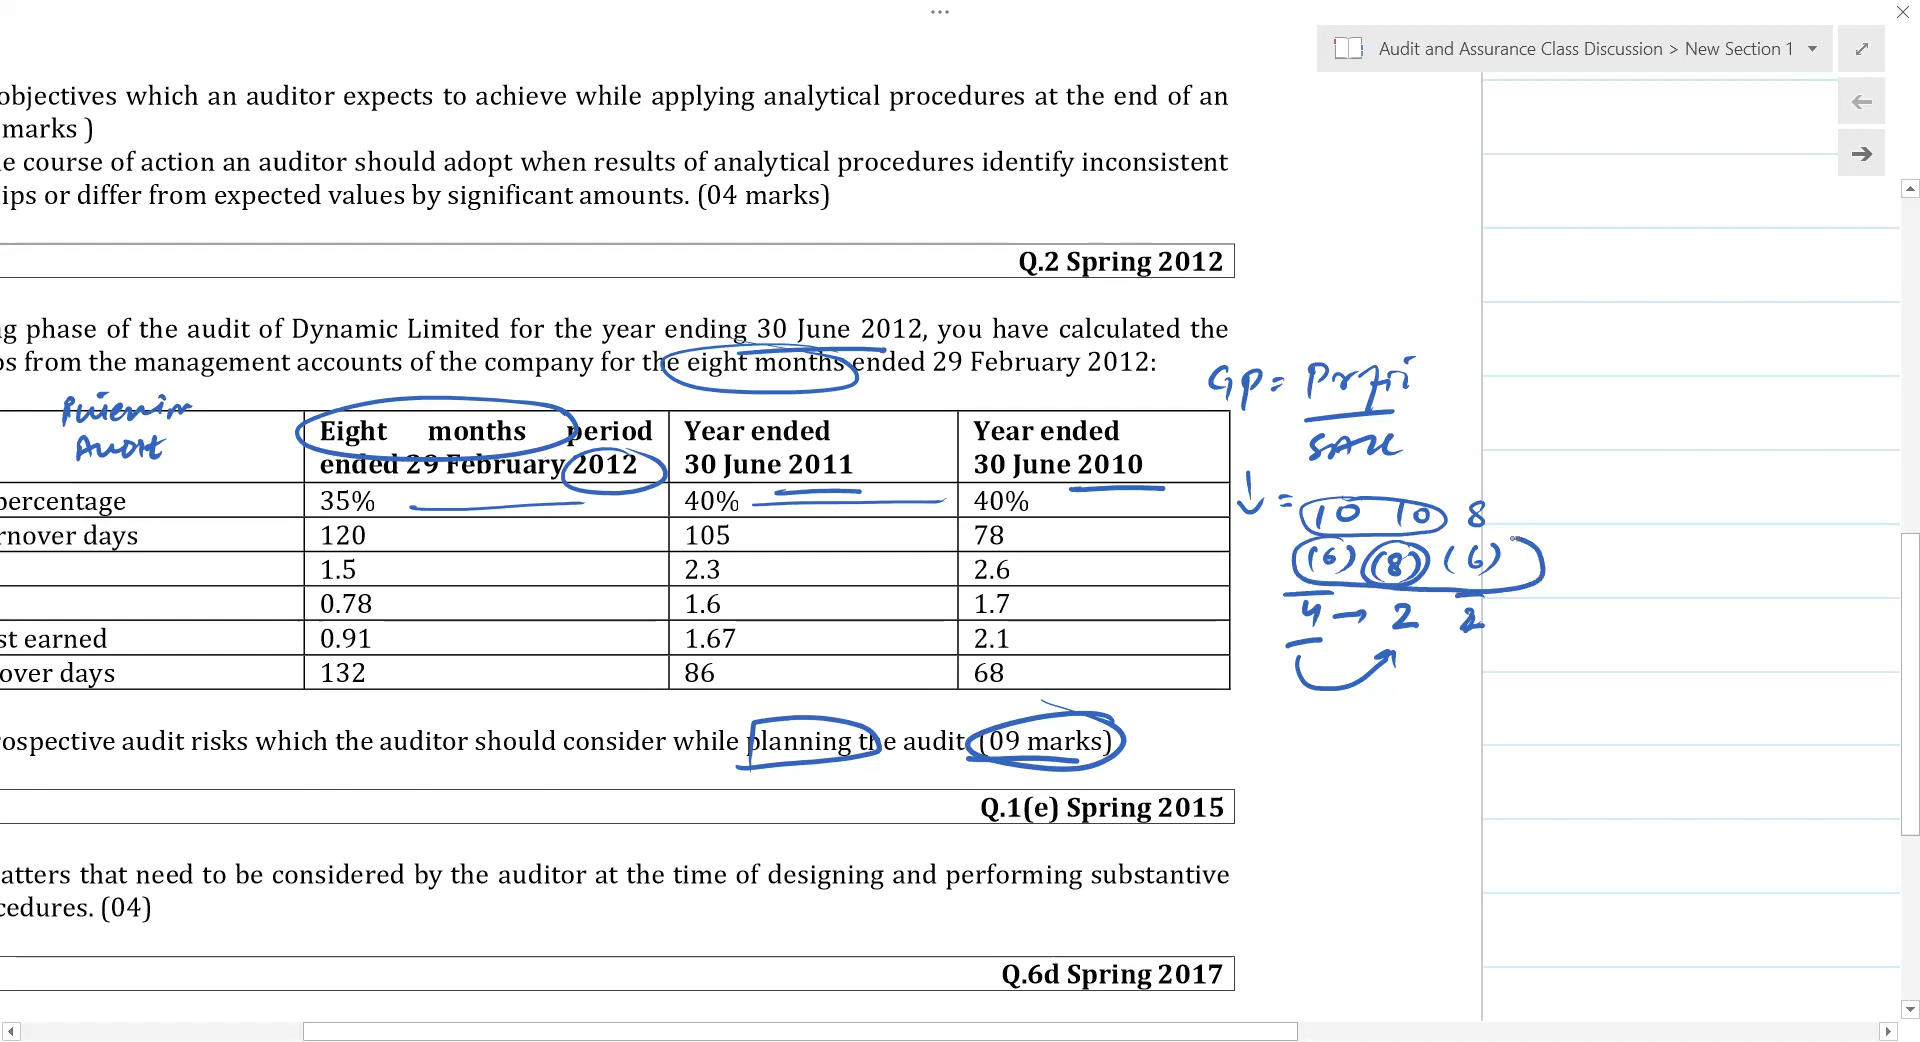 ...
Audit and Assurance Class Discussion > New Section 1
objectives which an auditor expects to achieve while applying analytical procedures at the end of an
marks )
e course of action an auditor should adopt when results of analytical procedures identify inconsistent
ips or differ from expected values by significant amounts. (04 marks)
Q.2 Spring 2012
ng phase of the audit of Dynamic Limited for the year ending 30 June 2012, you have calculated the
os from the management accounts of the company for the eight months ended 29 February 2012:
GP = Profit
SALE
Audit
Eight months period Year ended Year ended
ended 29 February 2012 30 June 2011 30 June 2010
percentage 35% 40% 40%
rnover days 120 105 78
1.5 2.3 2.6
0.78 1.6 1.7
st earned 0.91 1.67 2.1
over days 132 86 68
↓ = 10 10 8
(6) (8) (6)
4 → 2 2
rospective audit risks which the auditor should consider while planning the audit (09 marks)
Q.1(e) Spring 2015
atters that need to be considered by the auditor at the time of designing and performing substantive
cedures. (04)
Q.6d Spring 2017